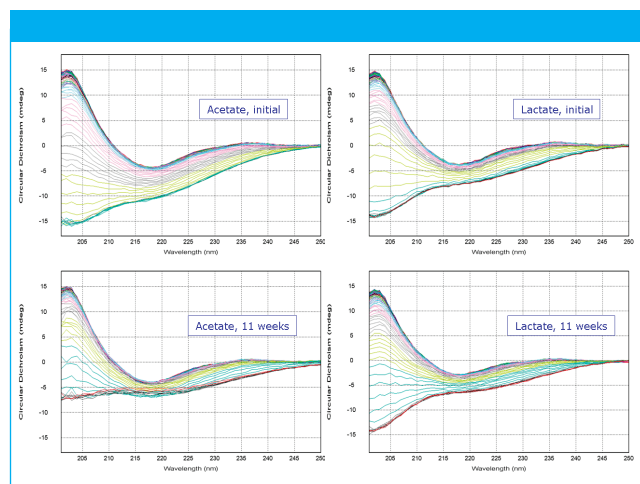 Circular Dichroism (mdeg)
15
10
5
0
-5
-10
-15
Acetate, initial
205 210 215 220 225 230 235 240 245 250
Wavelength (nm)
Circular Dichroism (mdeg)
15
10
5
0
-5
-10
-15
Lactate, initial
205 210 215 220 225 230 235 240 245 250
Wavelength (nm)
Circular Dichroism (mdeg)
15
10
5
0
-5
-10
-15
Acetate, 11 weeks
205 210 215 220 225 230 235 240 245 250
Wavelength (nm)
Circular Dichroism (mdeg)
15
10
5
0
-5
-10
-15
Lactate, 11 weeks
205 210 215 220 225 230 235 240 245 250
Wavelength (nm)